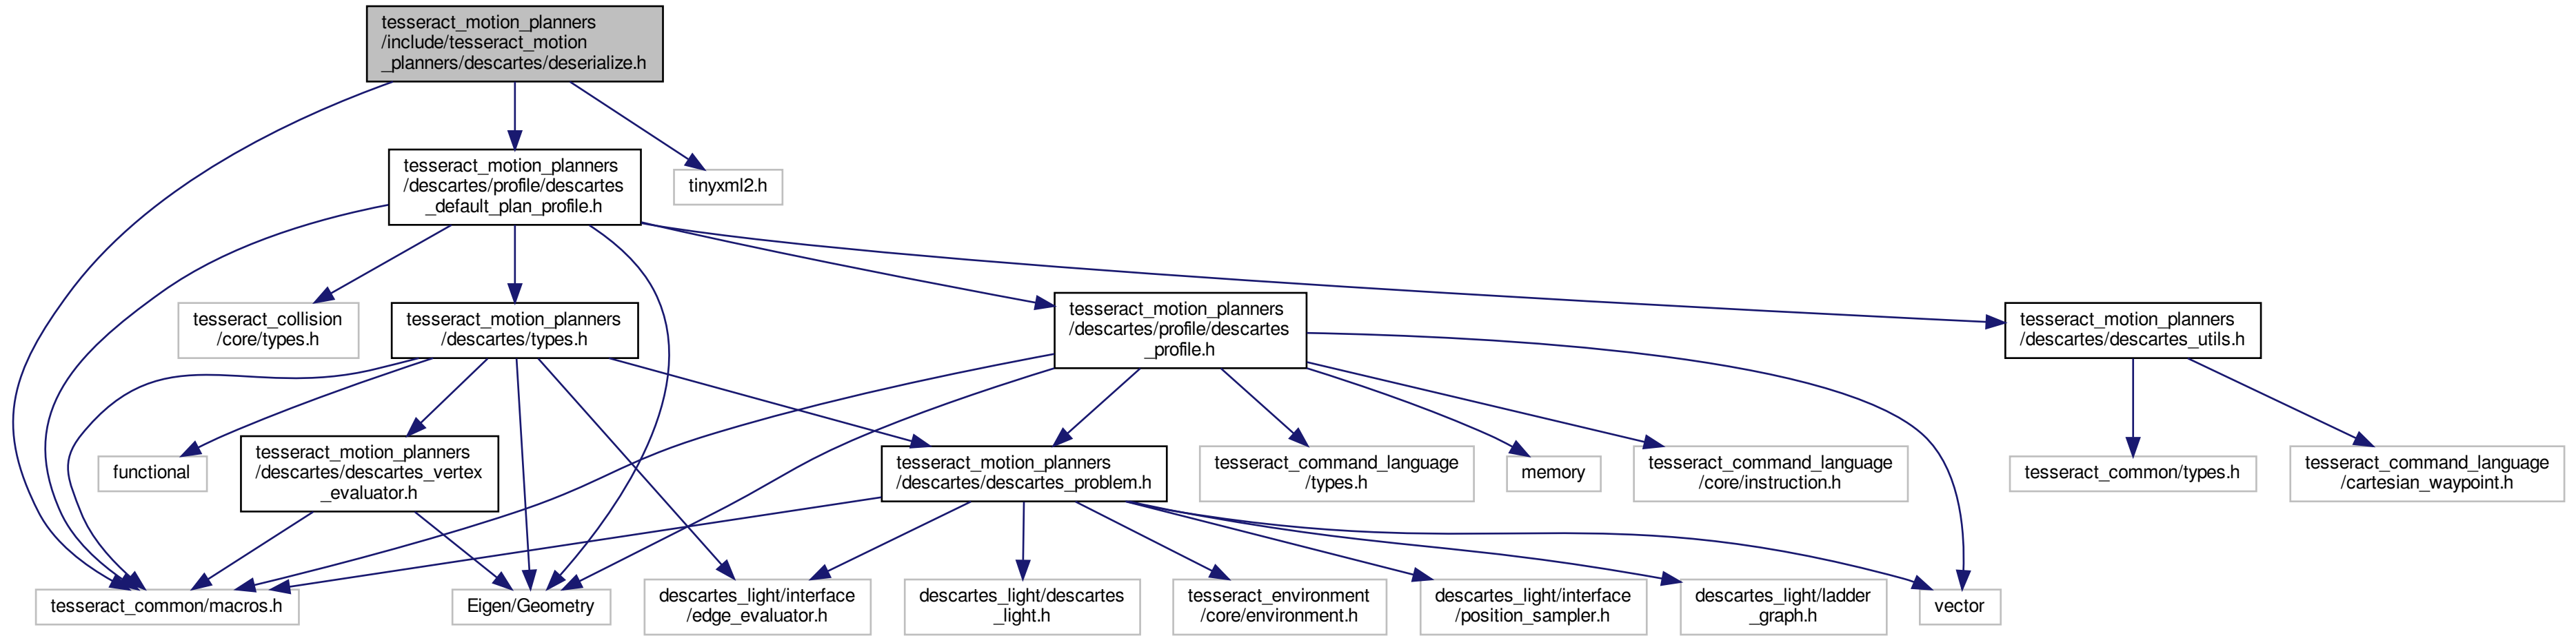 tesseract_motion_planners
/include/tesseract_motion
_planners/descartes/deserialize.h
tesseract_motion_planners
/descartes/profile/descartes
_default_plan_profile.h
tinyxml2.h
tesseract_collision
/core/types.h
tesseract_motion_planners
/descartes/types.h
tesseract_motion_planners
/descartes/profile/descartes
_profile.h
tesseract_motion_planners
/descartes/descartes_utils.h
functional
tesseract_motion_planners
/descartes/descartes_vertex
_evaluator.h
tesseract_motion_planners
/descartes/descartes_problem.h
tesseract_command_language
/types.h
memory
tesseract_command_language
/core/instruction.h
tesseract_common/types.h
tesseract_command_language
/cartesian_waypoint.h
tesseract_common/macros.h
Eigen/Geometry
descartes_light/interface
/edge_evaluator.h
descartes_light/descartes
_light.h
tesseract_environment
/core/environment.h
descartes_light/interface
/position_sampler.h
descartes_light/ladder
_graph.h
vector